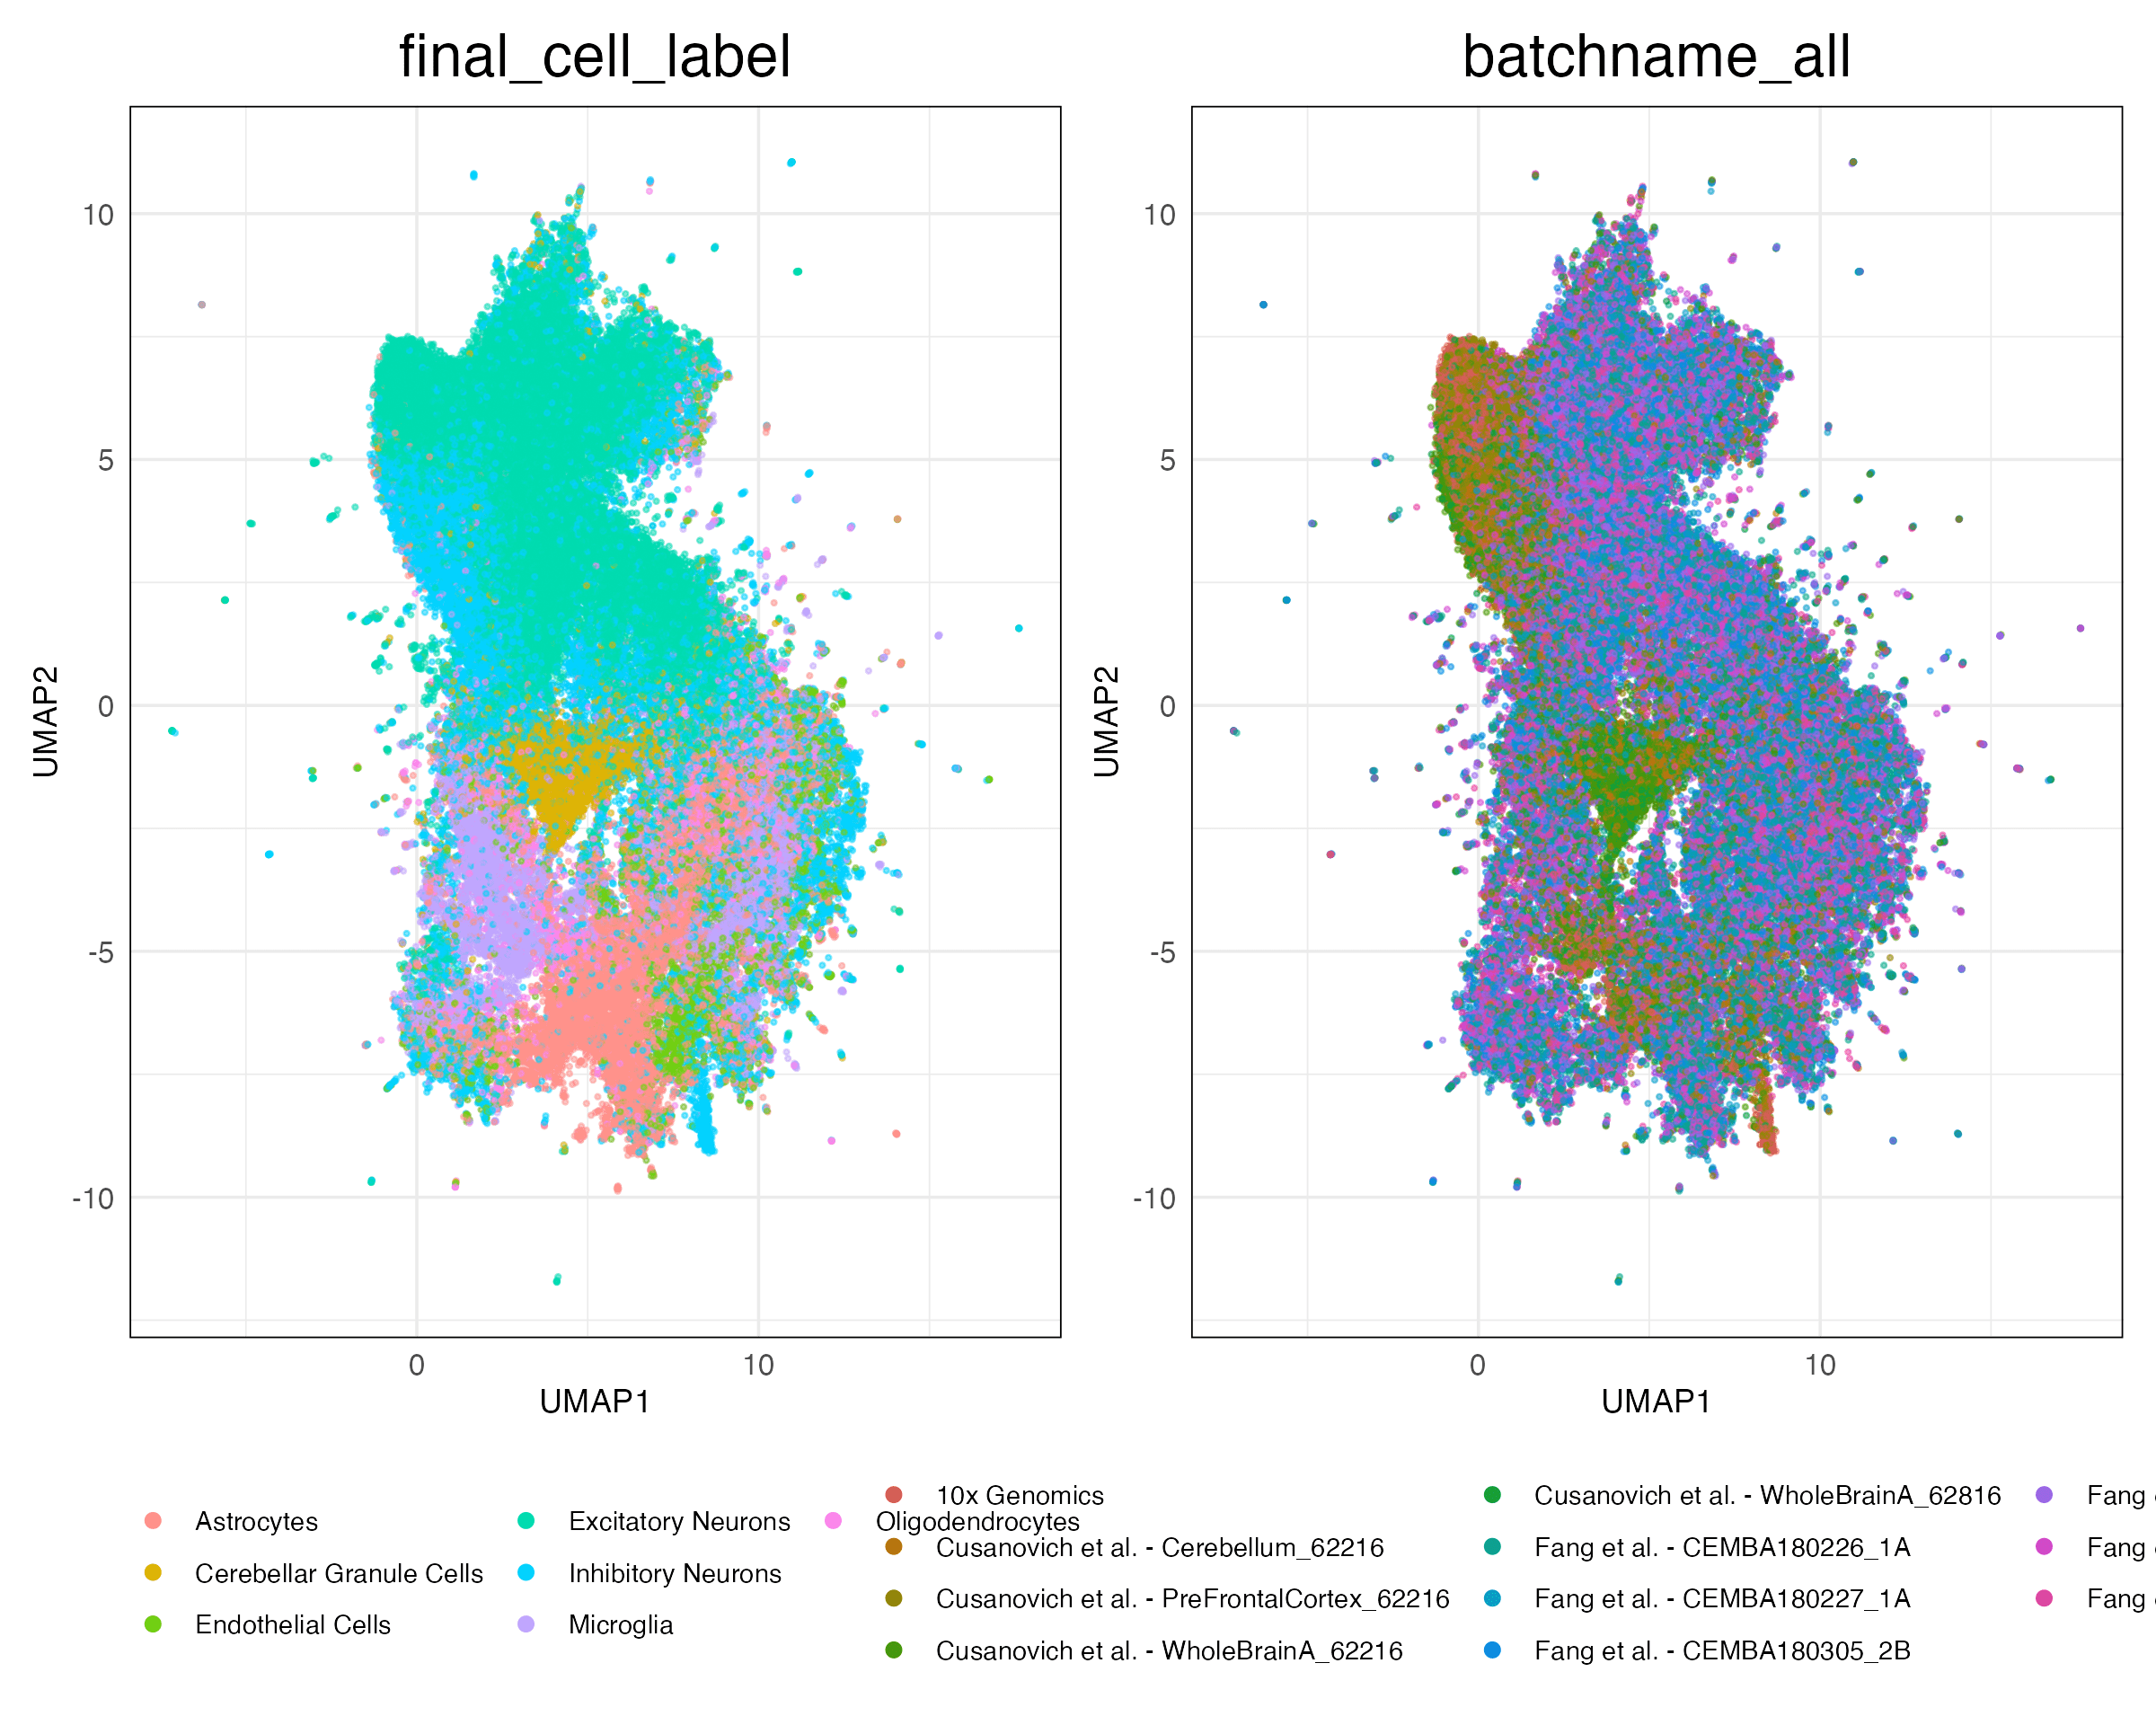 final_cell_label
batchname_all
10
5
0
-5
-10
UMAP2
0
10
UMAP1
10
5
0
-5
-10
UMAP2
0
10
UMAP1
Astrocytes
Cerebellar Granule Cells
Endothelial Cells
Excitatory Neurons
Inhibitory Neurons
Microglia
Oligodendrocytes
10x Genomics
Cusanovich et al. - Cerebellum_62216
Cusanovich et al. - PreFrontalCortex_62216
Cusanovich et al. - WholeBrainA_62216
Cusanovich et al. - WholeBrainA_62816
Fang et al. - CEMBA180226_1A
Fang et al. - CEMBA180227_1A
Fang et al. - CEMBA180305_2B
Fang
Fang
Fang